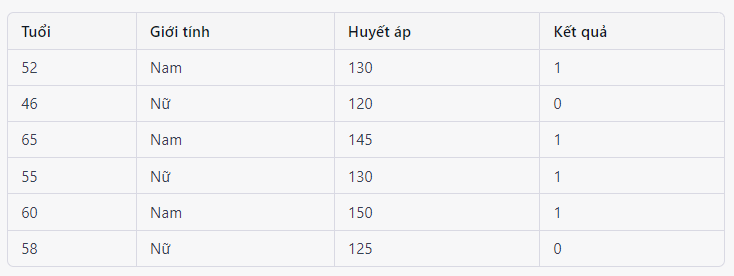 Tuổi Giới tính Huyết áp Kết quả
52 Nam 130 1
46 Nữ 120 0
65 Nam 145 1
55 Nữ 130 1
60 Nam 150 1
58 Nữ 125 0